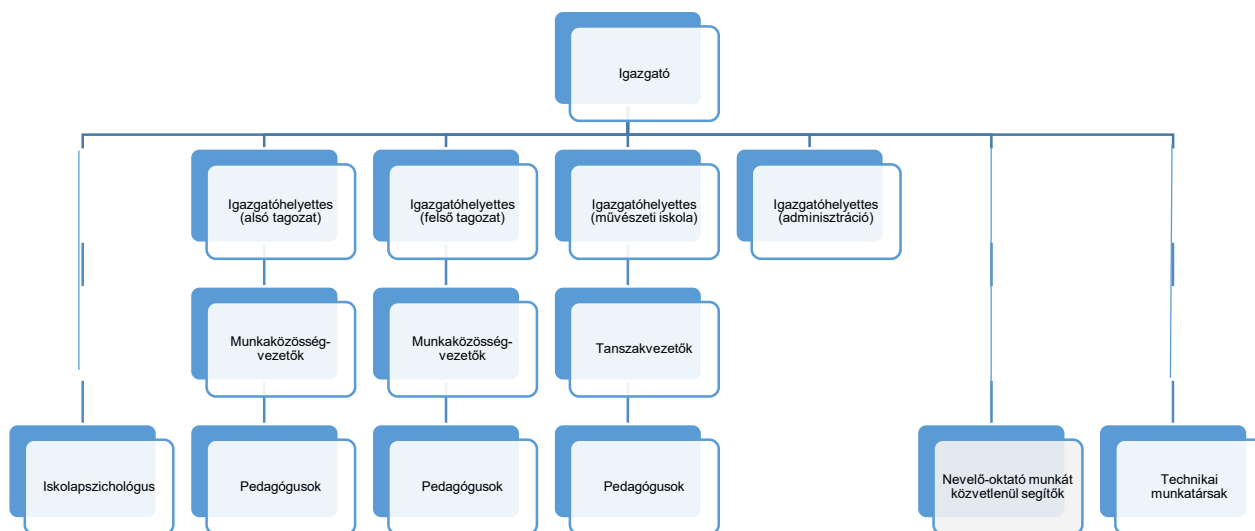 Igazgató
Igazgatóhelyettes
(alsó tagozat)
Igazgatóhelyettes
(felső tagozat)
Igazgatóhelyettes
(művészeti iskola)
Igazgatóhelyettes
(adminisztráció)
Munkaközösség-
vezetők
Munkaközösség-
vezetők
Tanszakvezetők
Iskolapszichológus
Pedagógusok
Pedagógusok
Pedagógusok
Nevelő-oktató munkát
közvetlenül segítők
Technikai
munkatársak